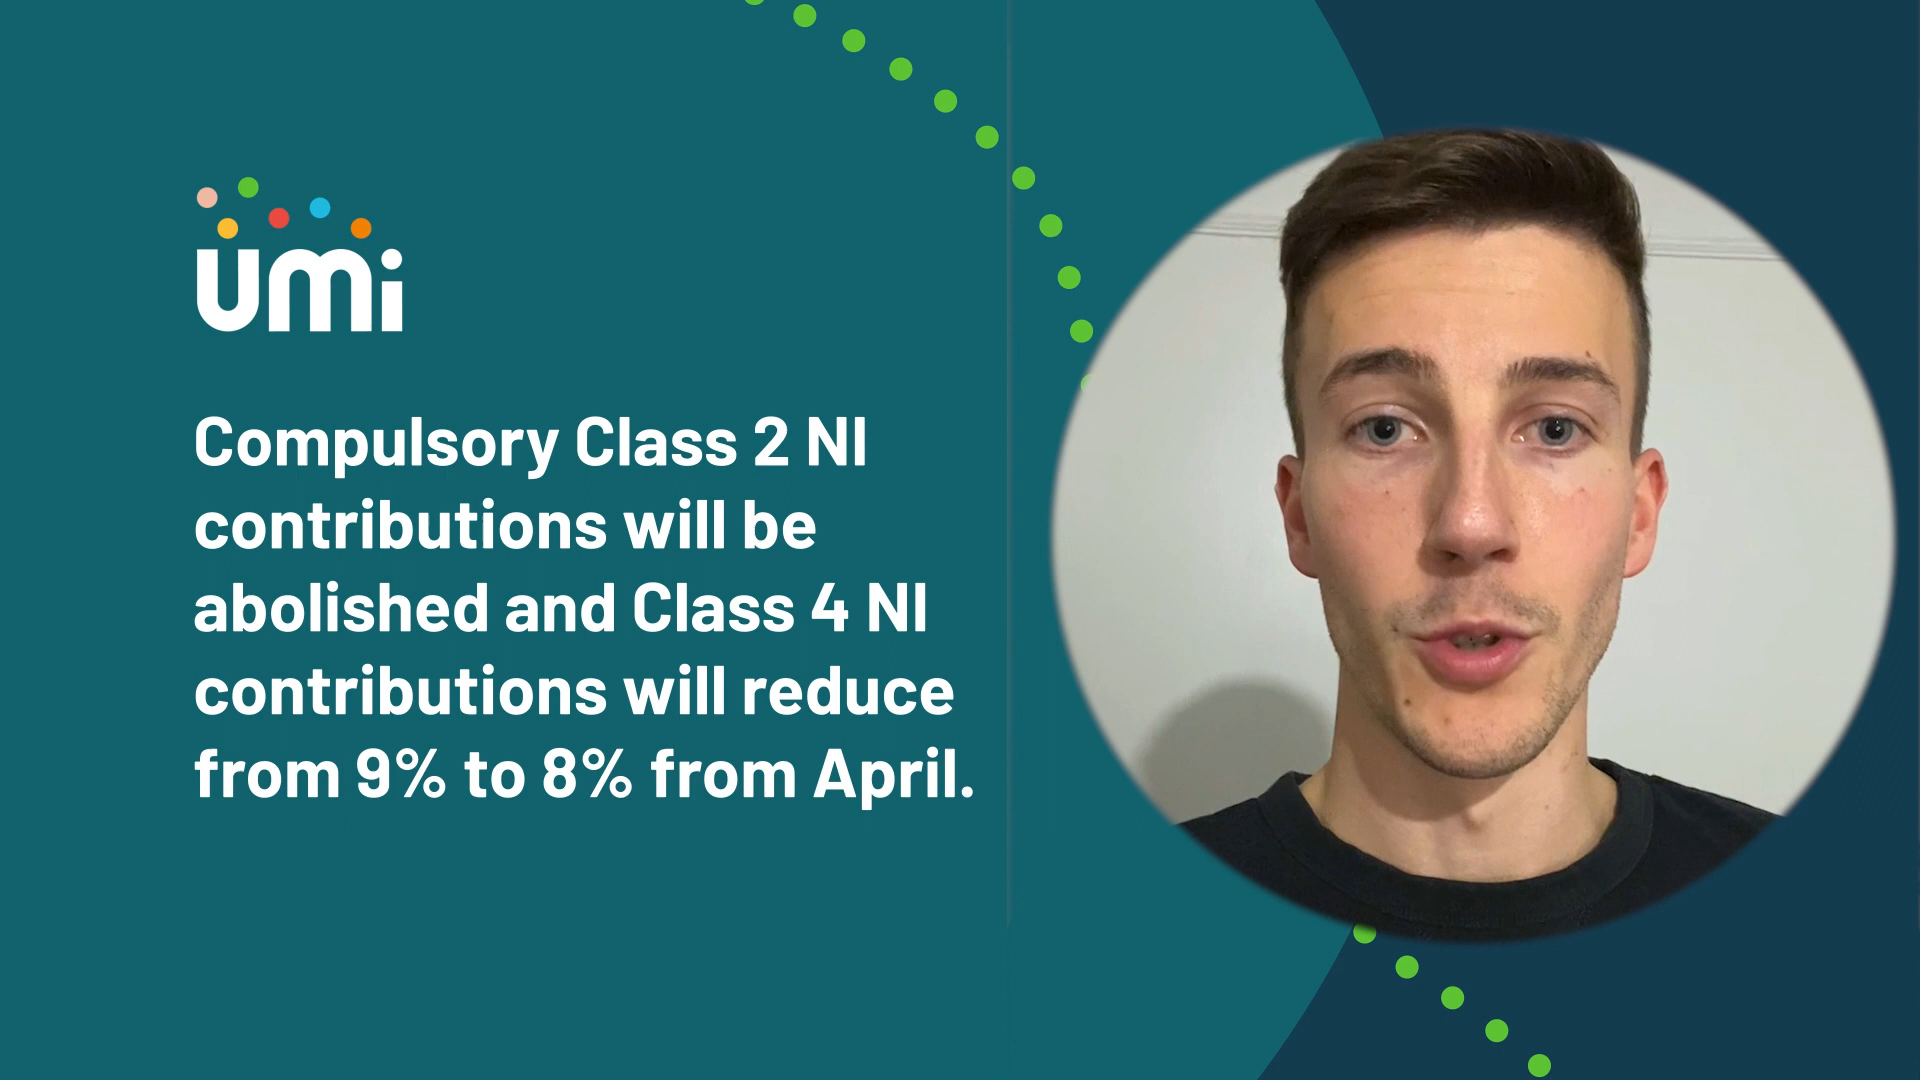 umi
Compulsory Class 2 NI
contributions will be
abolished and Class 4 NI
contributions will reduce
from 9% to 8% from April.